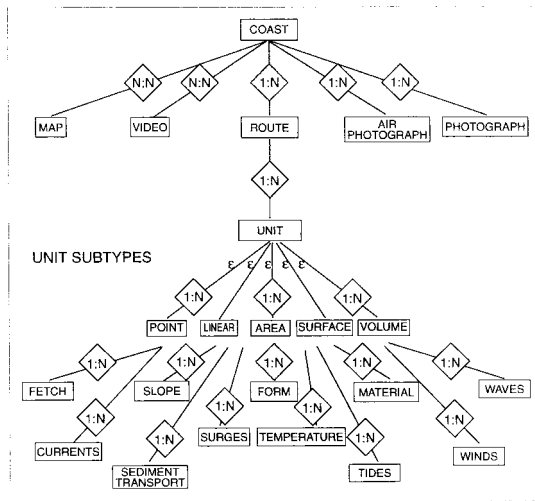 COAST
N:N
N:N
1:N
1:N
1:N
MAP
VIDEO
ROUTE
AIR
PHOTOGRAPH
PHOTOGRAPH
1:N
UNIT
UNIT SUBTYPES
ε ε ε ε ε
1:N
1:N
1:N
POINT
LINEAR
AREA
SURFACE
VOLUME
1:N
1:N
1:N
1:N
1:N
FETCH
SLOPE
FORM
MATERIAL
WAVES
1:N
1:N
1:N
1:N
1:N
1:N
CURRENTS
SURGES
TEMPERATURE
WINDS
SEDIMENT
TRANSPORT
TIDES